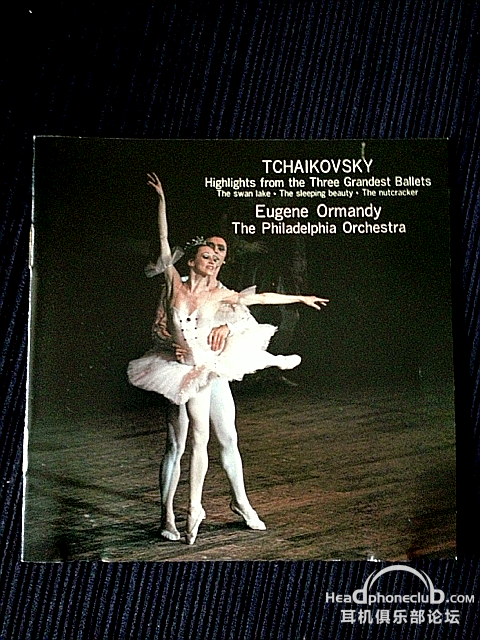 TCHAIKOVSKY
Highlights from the Three Grandest Ballets
The swan lake • The sleeping beauty • The nutcracker
Eugene Ormandy
The Philadelphia Orchestra
HeadphonecluD.com
耳机俱乐部论坛